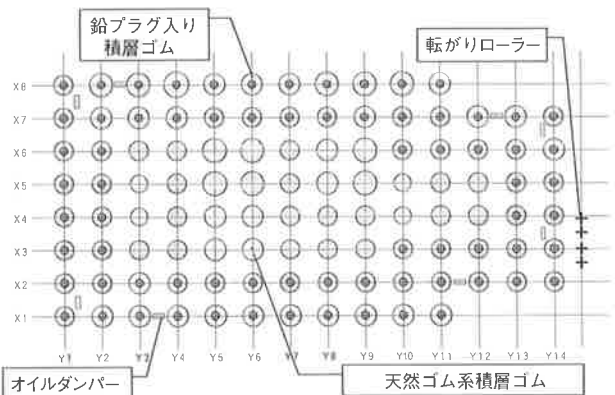 鉛プラグ入り
積層ゴム
転がりローラー
X8
X7
X6
X5
X4
X3
X2
X1
Y1 Y2 Y3 Y4 Y5 Y6 Y7 Y8 Y9 Y10 Y11 Y12 Y13 Y14
オイルダンパー
天然ゴム系積層ゴム